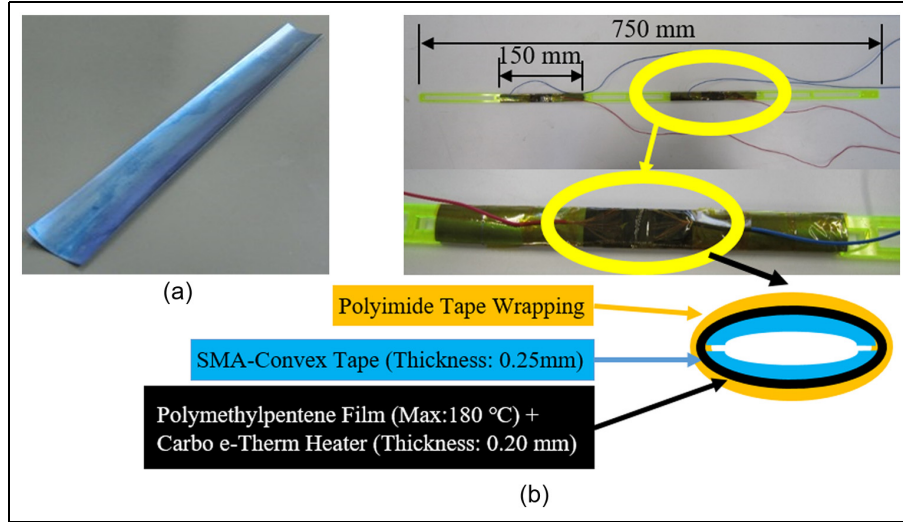 750 mm
150 mm
(a)
Polyimide Tape Wrapping
SMA-Convex Tape (Thickness: 0.25mm)
Polymethylpentene Film (Max:180 ℃) +
Carbo e-Therm Heater (Thickness: 0.20 mm)
(b)